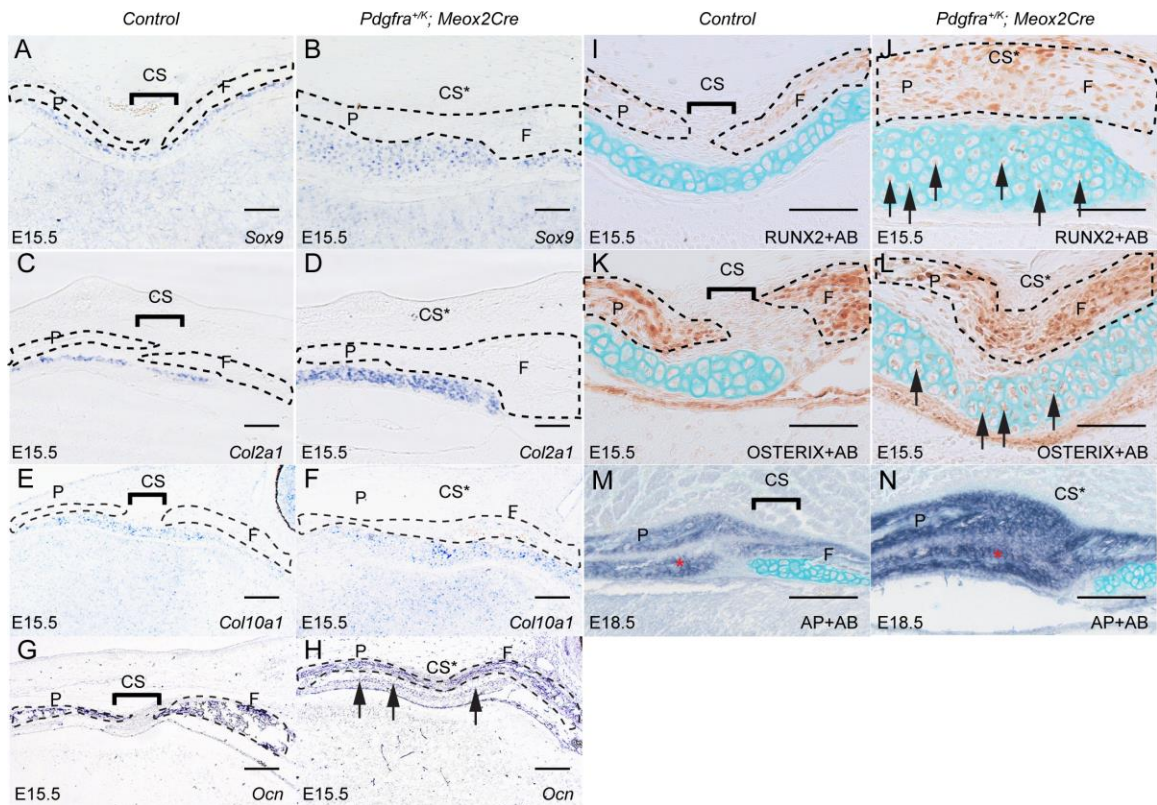 Control
Pdgfra+/K; Meox2Cre
Control
Pdgfra+/K; Meox2Cre
A
CS
P
F
E15.5
Sox9
B
CS*
P
F
E15.5
Sox9
I
CS
P
F
E15.5
RUNX2+AB
J
CS*
P
F
E15.5
RUNX2+AB
C
CS
P
F
E15.5
Col2a1
D
CS*
P
F
E15.5
Col2a1
K
CS
P
F
E15.5
OSTERIX+AB
L
CS*
P
F
E15.5
OSTERIX+AB
E
P
CS
F
E15.5
Col10a1
F
P
CS*
F
E15.5
Col10a1
M
CS
P
F
*
E18.5
AP+AB
N
CS*
P
*
E18.5
AP+AB
G
CS
P
F
E15.5
Ocn
H
P
CS*
F
E15.5
Ocn